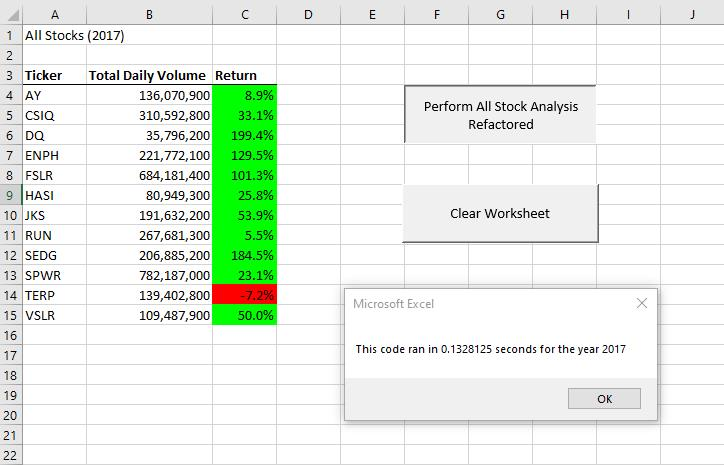 A B C D E F G H I J
1 All Stocks (2017)
2
3 Ticker Total Daily Volume Return
4 AY 136,070,900 8.9%
5 CSIQ 310,592,800 33.1%
6 DQ 35,796,200 199.4%
7 ENPH 221,772,100 129.5%
8 FSLR 684,181,400 101.3%
9 HASI 80,949,300 25.8%
10 JKS 191,632,200 53.9%
11 RUN 267,681,300 5.5%
12 SEDG 206,885,200 184.5%
13 SPWR 782,187,000 23.1%
14 TERP 139,402,800 -7.2%
15 VSLR 109,487,900 50.0%
16
17
18
19
20
21
22
Perform All Stock Analysis
Refactored
Clear Worksheet
Microsoft Excel
This code ran in 0.1328125 seconds for the year 2017
OK